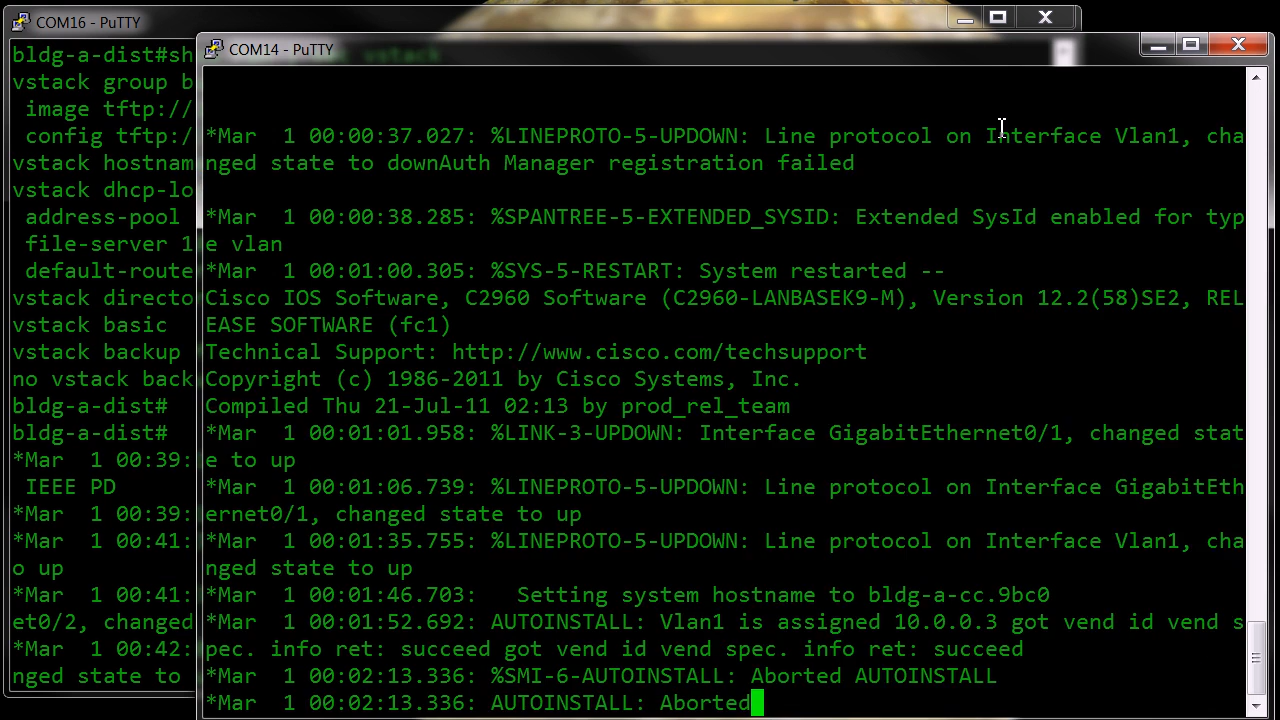 COM16 - PuTTY
bldg-a-dist#sh vstack
vstack group b
image tftp://
config tftp:/
vstack hostnam
vstack dhcp-lo
address-pool
file-server 1
default-route
vstack directo
vstack basic
vstack backup
no vstack back
bldg-a-dist#
bldg-a-dist#
*Mar  1 00:39:
IEEE PD
*Mar  1 00:39:
*Mar  1 00:41:
o up
*Mar  1 00:41:
et0/2, changed
*Mar  1 00:42:
nged state to
COM14 - PuTTY
*Mar  1 00:00:37.027: %LINEPROTO-5-UPDOWN: Line protocol on Interface Vlan1, cha
nged state to downAuth Manager registration failed
*Mar  1 00:00:38.285: %SPANTREE-5-EXTENDED_SYSID: Extended SysId enabled for typ
e vlan
*Mar  1 00:01:00.305: %SYS-5-RESTART: System restarted --
Cisco IOS Software, C2960 Software (C2960-LANBASEK9-M), Version 12.2(58)SE2, REL
EASE SOFTWARE (fc1)
Technical Support: http://www.cisco.com/techsupport
Copyright (c) 1986-2011 by Cisco Systems, Inc.
Compiled Thu 21-Jul-11 02:13 by prod_rel_team
*Mar  1 00:01:01.958: %LINK-3-UPDOWN: Interface GigabitEthernet0/1, changed stat
e to up
*Mar  1 00:01:06.739: %LINEPROTO-5-UPDOWN: Line protocol on Interface GigabitEth
ernet0/1, changed state to up
*Mar  1 00:01:35.755: %LINEPROTO-5-UPDOWN: Line protocol on Interface Vlan1, cha
nged state to up
*Mar  1 00:01:46.703:   Setting system hostname to bldg-a-cc.9bc0
*Mar  1 00:01:52.692: AUTOINSTALL: Vlan1 is assigned 10.0.0.3 got vend id vend s
pec. info ret: succeed got vend id vend spec. info ret: succeed
*Mar  1 00:02:13.336: %SMI-6-AUTOINSTALL: Aborted AUTOINSTALL
*Mar  1 00:02:13.336: AUTOINSTALL: Aborted